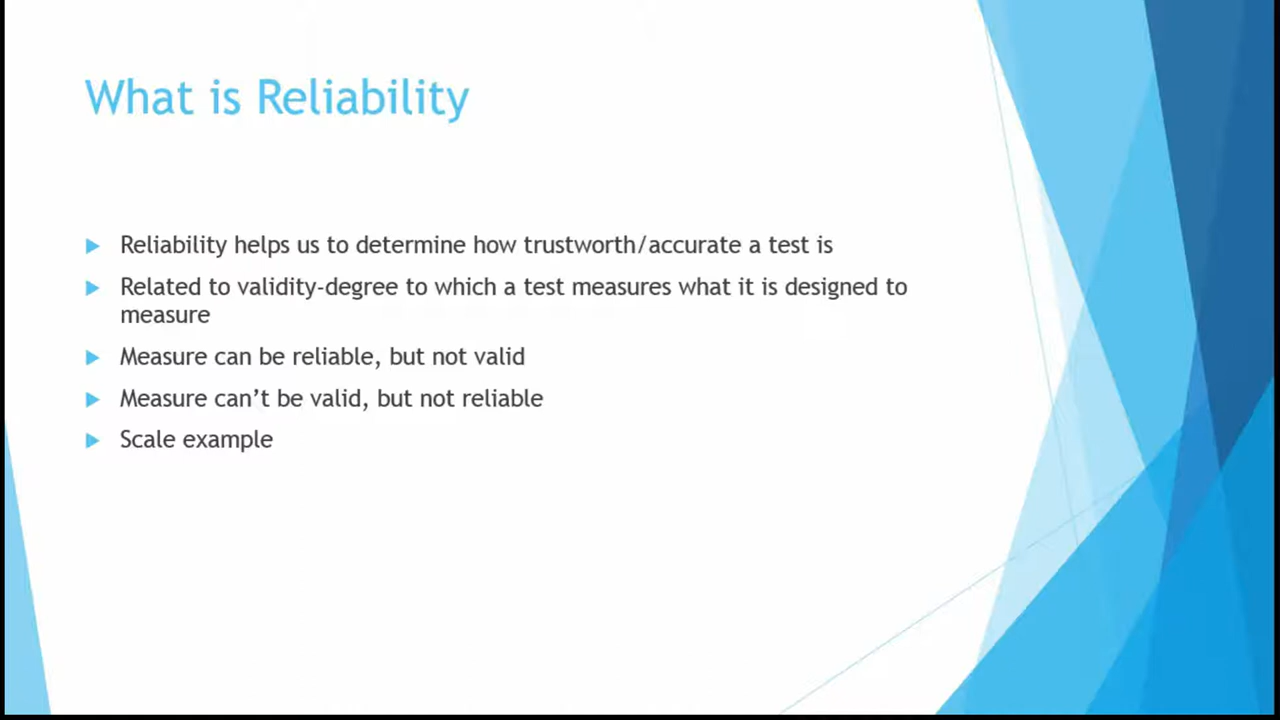 What is Reliability
Reliability helps us to determine how trustworth/accurate a test is
Related to validity-degree to which a test measures what it is designed to
measure
Measure can be reliable, but not valid
Measure can’t be valid, but not reliable
Scale example